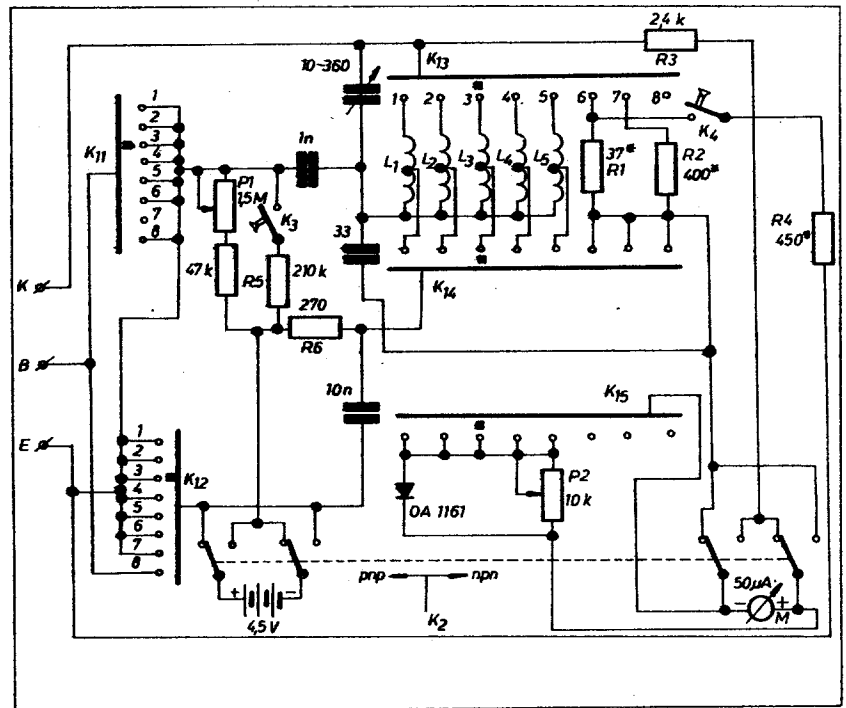 2,4 k
R3
K13
10-360
1 2 3 4 5 6 7 8
K4
K11
1
2
3
4
5
6
7
8
1n
P1
1,5M
K3
L1 L2 L3 L4 L5
37*
R1
R2
400*
R4
450*
33
47k
R5
210k
K
K14
270
R6
B
10n
K15
E
1
2
3
4
5
6
7
8
K12
OA 1161
P2
10 k
pnp
npn
K2
+
-
4,5 V
50µA
-
+
M